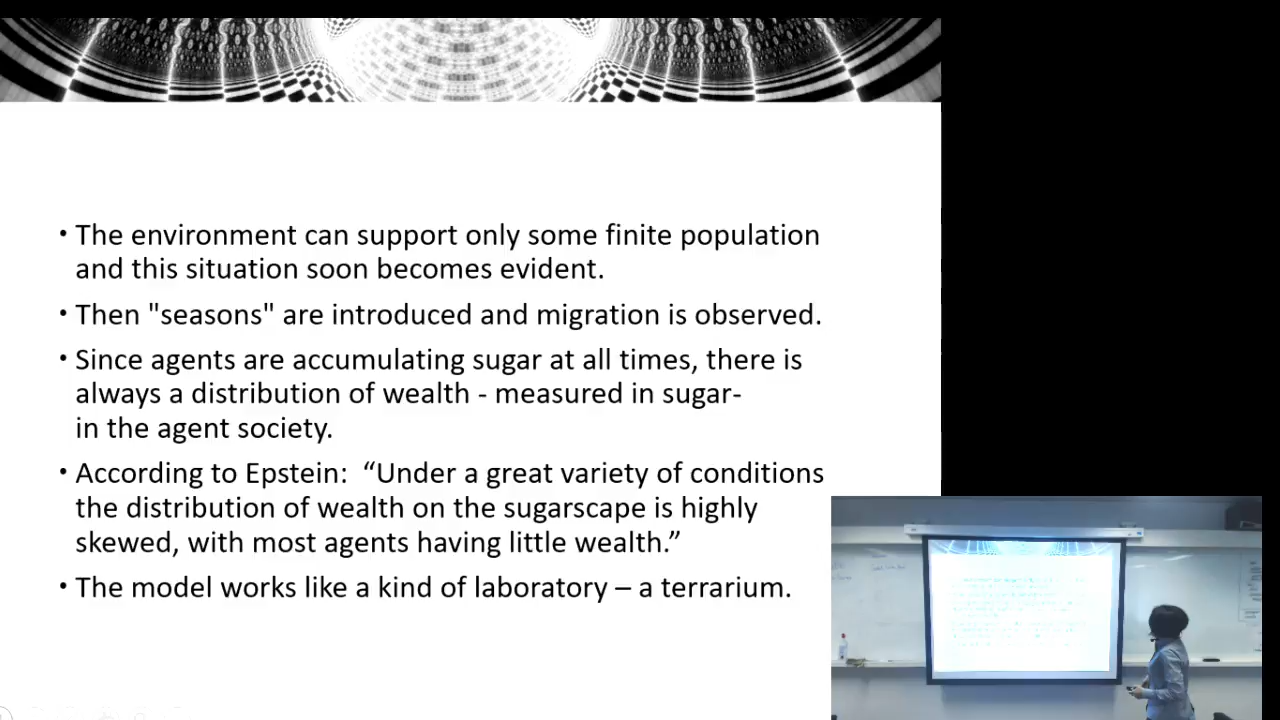 • The environment can support only some finite population
and this situation soon becomes evident.
• Then "seasons" are introduced and migration is observed.
• Since agents are accumulating sugar at all times, there is
always a distribution of wealth - measured in sugar-
in the agent society.
• According to Epstein:  “Under a great variety of conditions
the distribution of wealth on the sugarscape is highly
skewed, with most agents having little wealth.”
• The model works like a kind of laboratory – a terrarium.